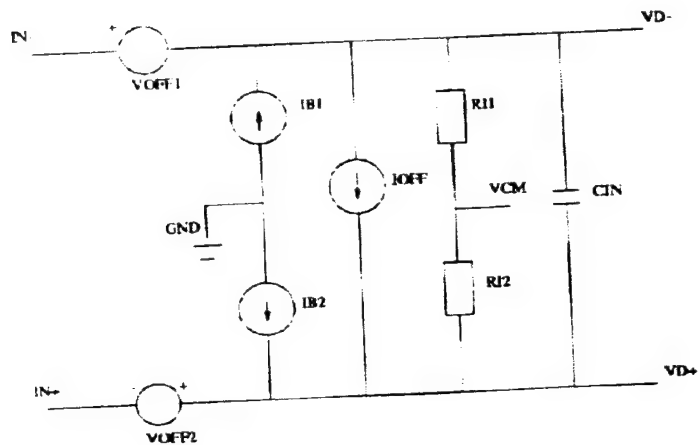 IN
+
VD-
VOFF1
IB1
RI1
IOFF
VCM
CIN
GND
IB2
RI2
IN+
-
+
VD+
VOFF2